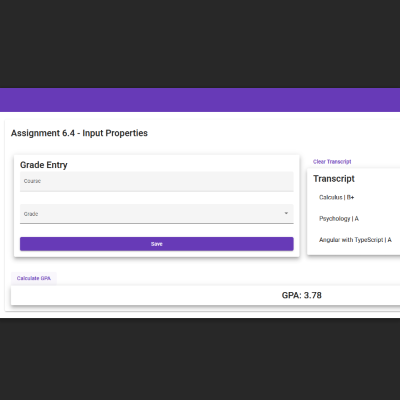 Assignment 6.4 - Input Properties
Grade Entry
Course
Grade
Save
Clear Transcript
Transcript
Calculus | B+
Psychology | A
Angular with TypeScript | A
Calculate GPA
GPA: 3.78